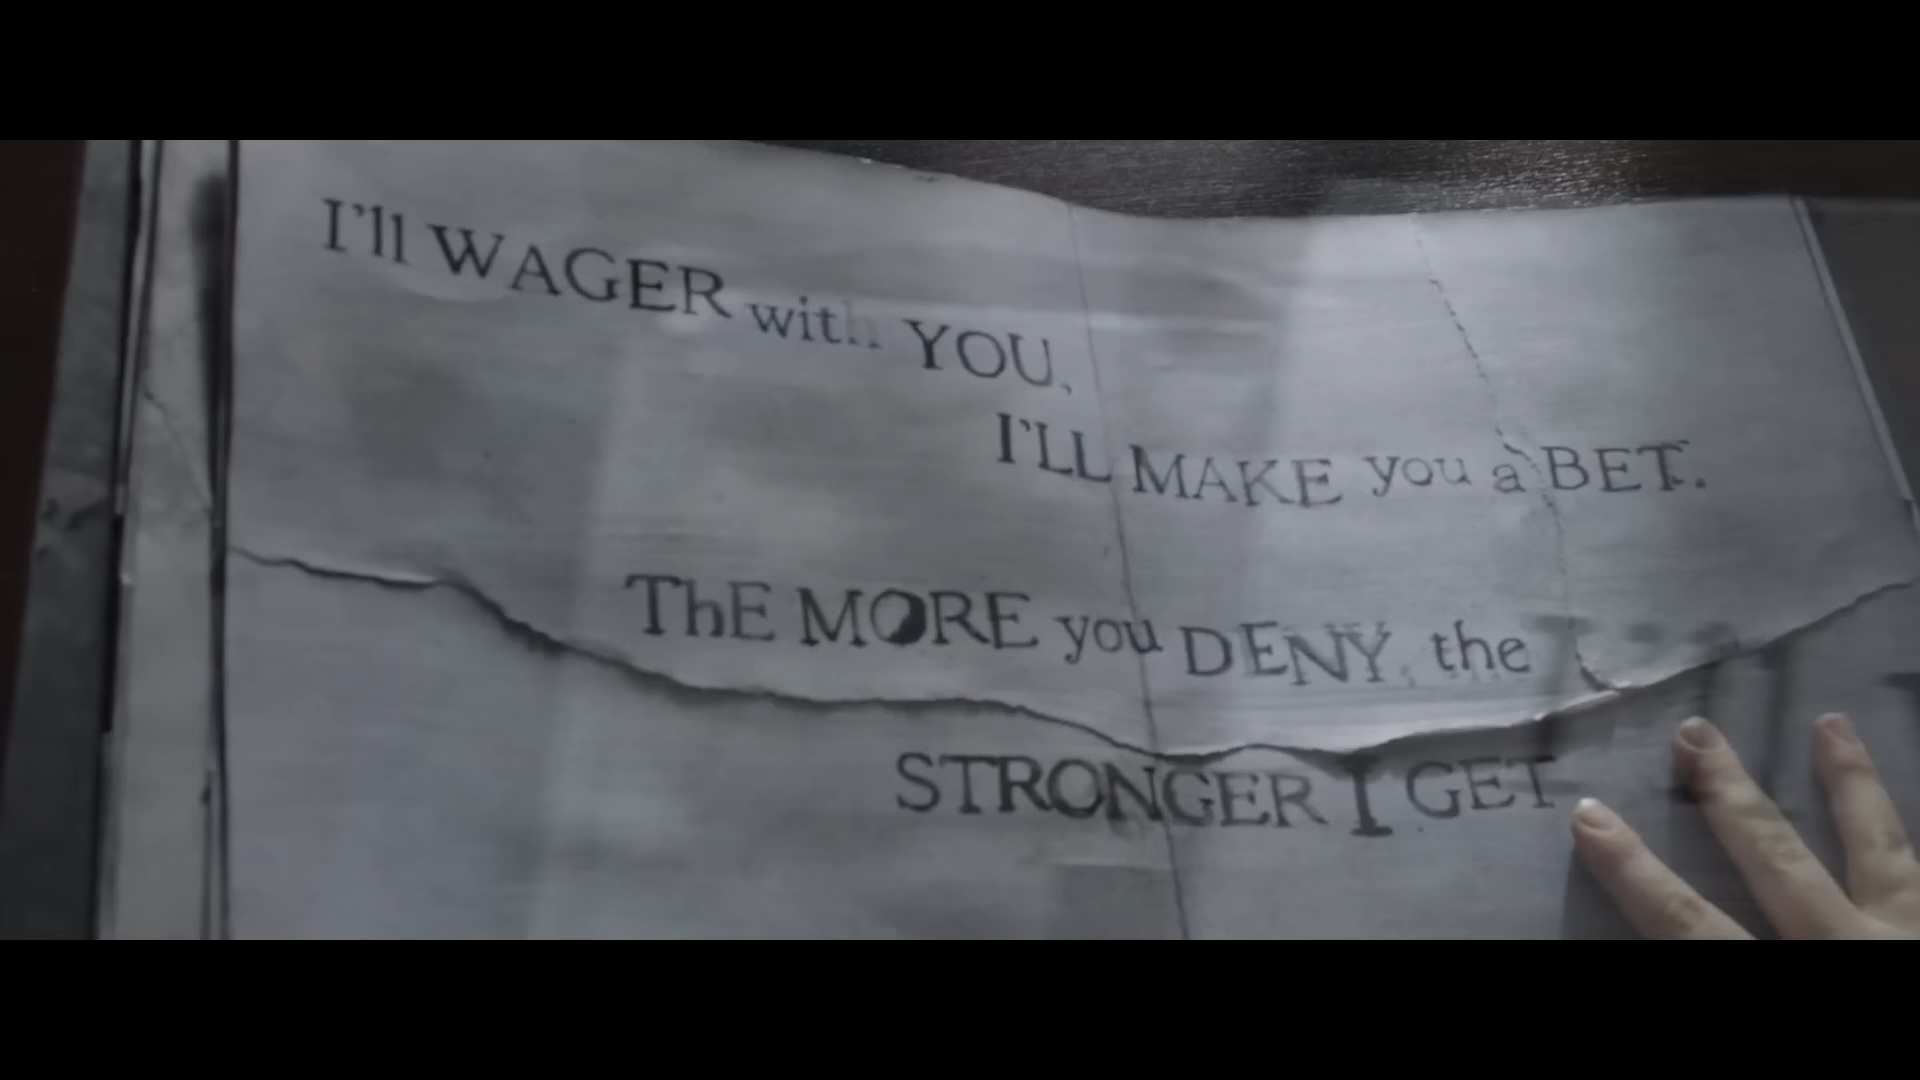 I'll WAGER with YOU,
I'LL MAKE you a BET.
ThE MORE you DENY, the
STRONGER I GET